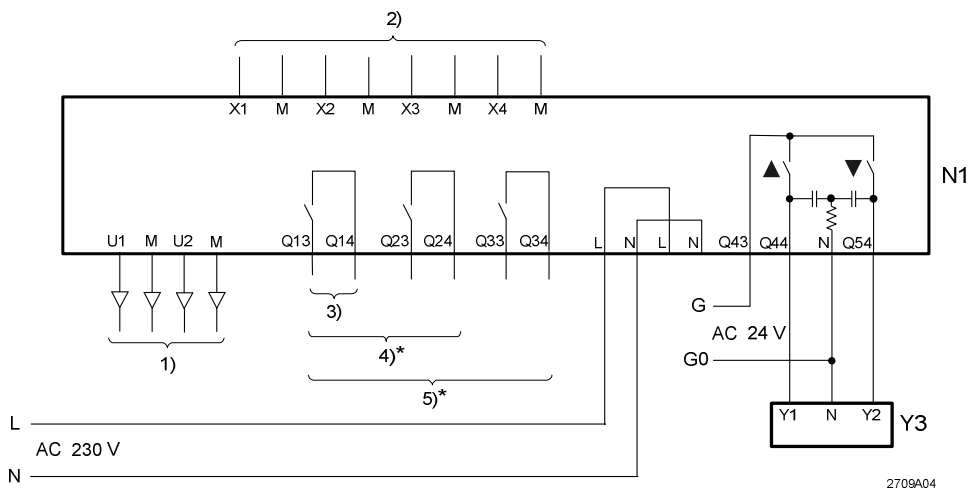 2)
X1 M X2 M X3 M X4 M
N1
U1 M U2 M Q13 Q14 Q23 Q24 Q33 Q34 L N L N Q43 Q44 N Q54
3)
G
AC 24 V
4)*
G0
1)
5)*
L
Y1 N Y2
Y3
AC 230 V
N
2709A04